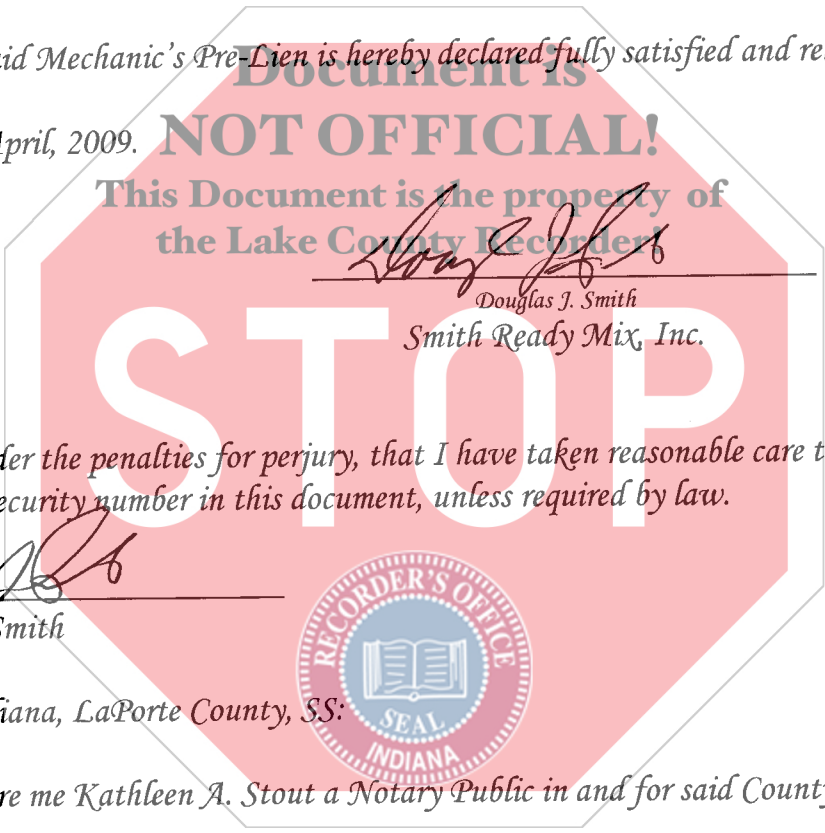 id Mechanic's Pre-Lien is hereby declared fully satisfied and re
Document is
April, 2009.
NOT OFFICIAL!
This Document is the property of
the Lake County Recorder!
Douglas J. Smith
Smith Ready Mix, Inc.
STOP
der the penalties for perjury, that I have taken reasonable care t
ecurity number in this document, unless required by law.
Smith
RECORDER'S OFFICE
iana, LaPorte County, SS:
SEAL
INDIANA
re me Kathleen A. Stout a Notary Public in and for said County